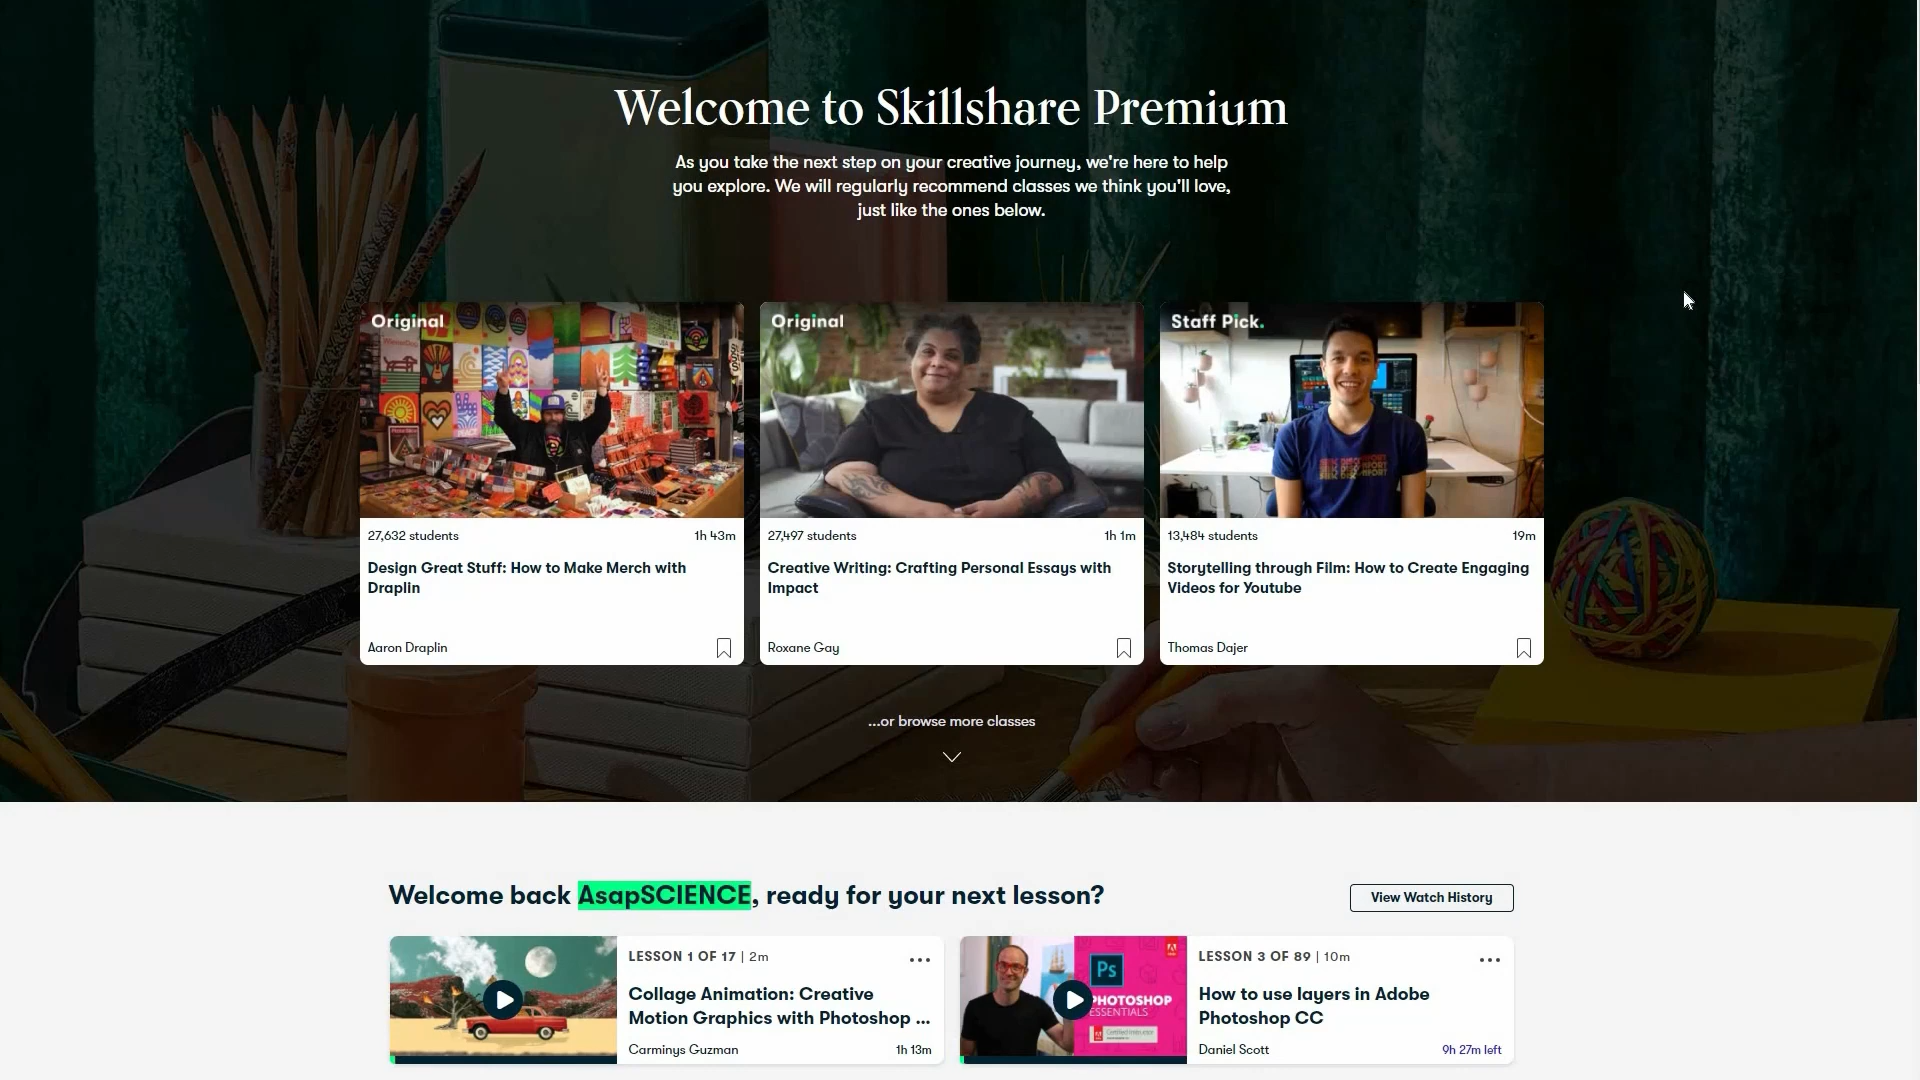 Welcome to Skillshare Premium
As you take the next step on your creative journey, we're here to help
you explore. We will regularly recommend classes we think you'll love,
just like the ones below.
Original
27,632 students 1h 43m
Design Great Stuff: How to Make Merch with
Draplin
Aaron Draplin
Original
27,497 students 1h 1m
Creative Writing: Crafting Personal Essays with
Impact
Roxane Gay
Staff Pick.
13,484 students 19m
Storytelling through Film: How to Create Engaging
Videos for Youtube
Thomas Dajer
...or browse more classes
Welcome back AsapSCIENCE, ready for your next lesson?
View Watch History
LESSON 1 OF 17 | 2m
Collage Animation: Creative
Motion Graphics with Photoshop ...
Carminys Guzman 1h 13m
Ps
PHOTOSHOP
ESSENTIALS
Certified Instructor
LESSON 3 OF 89 | 10m
How to use layers in Adobe
Photoshop CC
Daniel Scott 9h 27m left